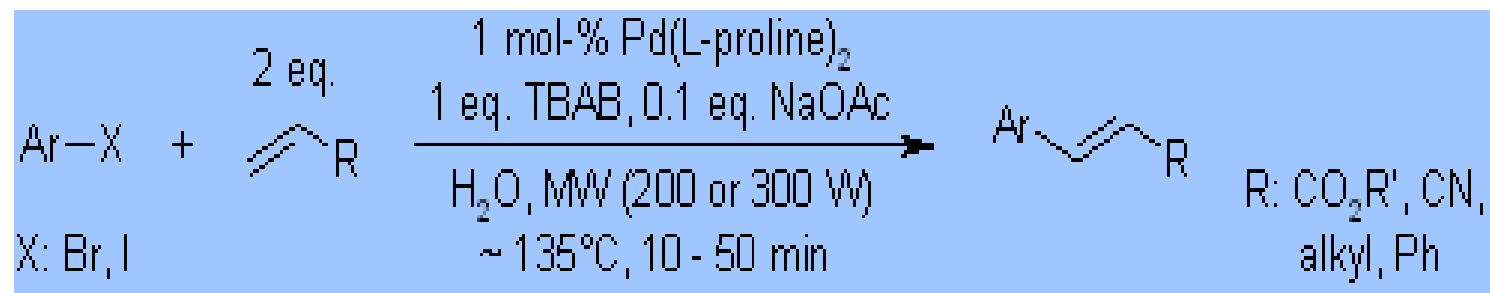 Ar–X + 2 eq. R
1 mol-% Pd(L-proline)₂
1 eq. TBAB, 0.1 eq. NaOAc
H₂O, MW (200 or 300 W)
~ 135°C, 10 - 50 min
Ar R
X: Br, I
R: CO₂R', CN,
alkyl, Ph